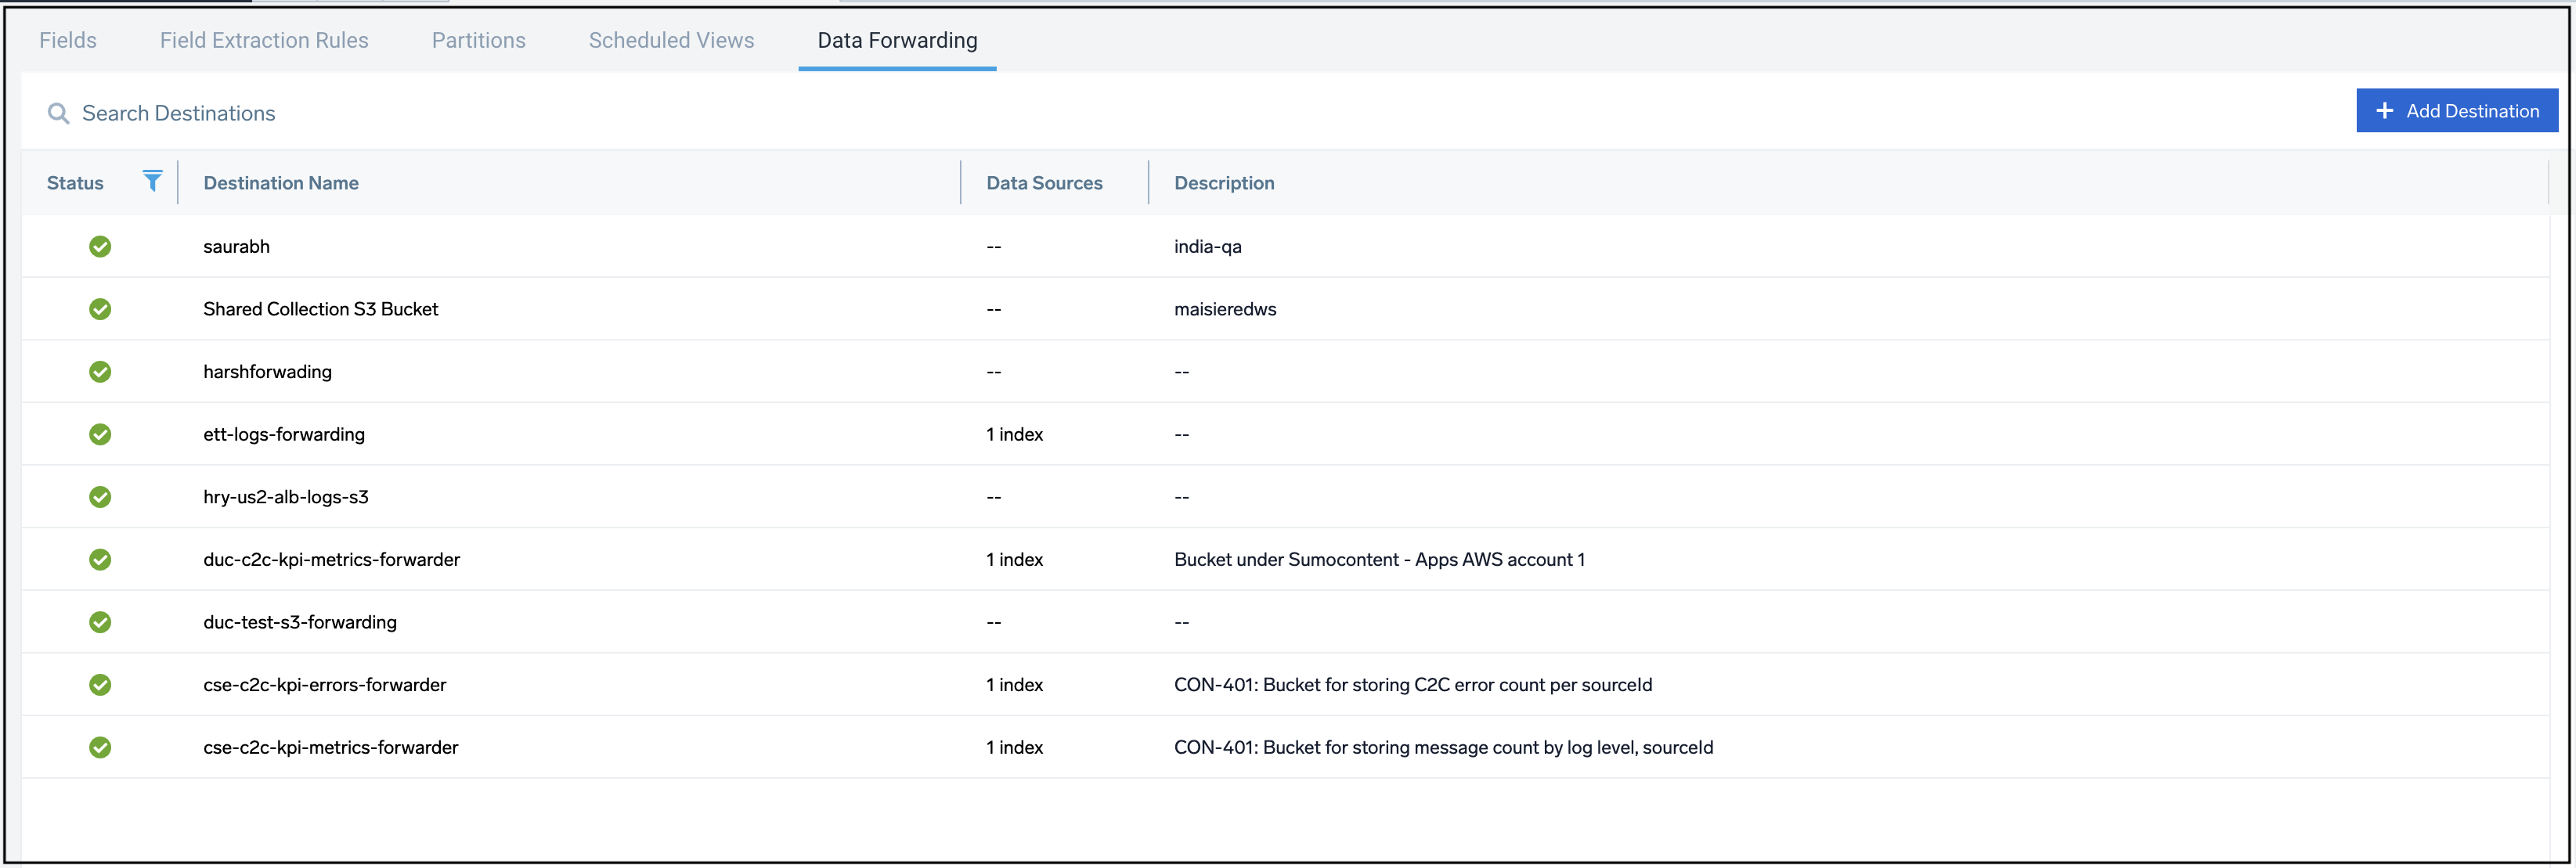 Fields Field Extraction Rules Partitions Scheduled Views Data Forwarding
Search Destinations + Add Destination
Status Destination Name Data Sources Description
saurabh -- india-qa
Shared Collection S3 Bucket -- maisieredws
harshforwading -- --
ett-logs-forwarding 1 index --
hry-us2-alb-logs-s3 -- --
duc-c2c-kpi-metrics-forwarder 1 index Bucket under Sumocontent - Apps AWS account 1
duc-test-s3-forwarding -- --
cse-c2c-kpi-errors-forwarder 1 index CON-401: Bucket for storing C2C error count per sourceId
cse-c2c-kpi-metrics-forwarder 1 index CON-401: Bucket for storing message count by log level, sourceId